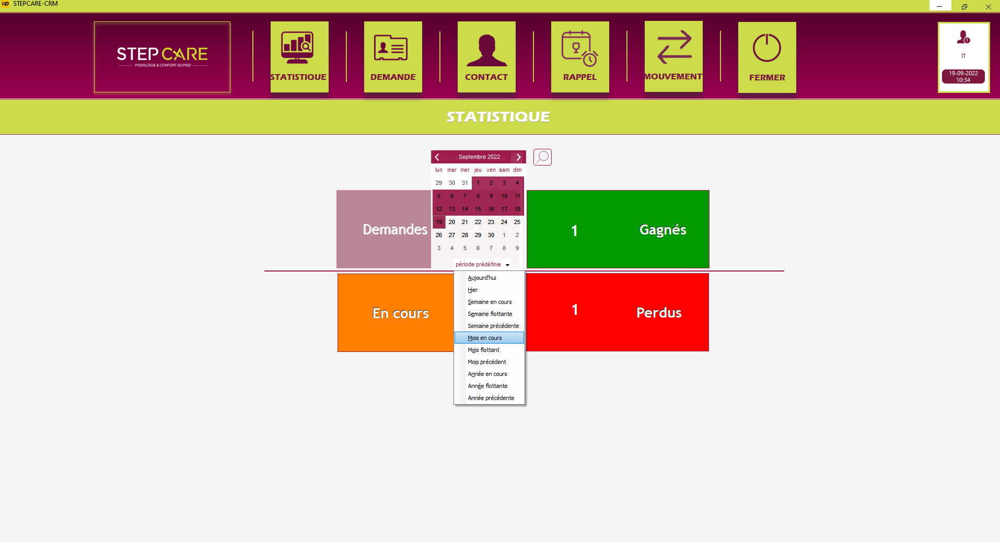 WD STEPCARE-CRM
STEP CARE
PODOLOGIE & CONFORT DU PIED
STATISTIQUE
DEMANDE
CONTACT
RAPPEL
MOUVEMENT
FERMER
IT
19-09-2022
10:34
STATISTIQUE
Septembre 2022
lun mar mer jeu ven sam dim
29 30 31 1 2 3 4
5 6 7 8 9 10 11
12 13 14 15 16 17 18
19 20 21 22 23 24 25
26 27 28 29 30 1 2
3 4 5 6 7 8 9
période prédéfinie
Demandes
1 Gagnés
En cours
1 Perdus
Aujourd'hui
Hier
Semaine en cours
Semaine flottante
Semaine précédente
Mois en cours
Mois flottant
Mois précédent
Année en cours
Année flottante
Année précédente